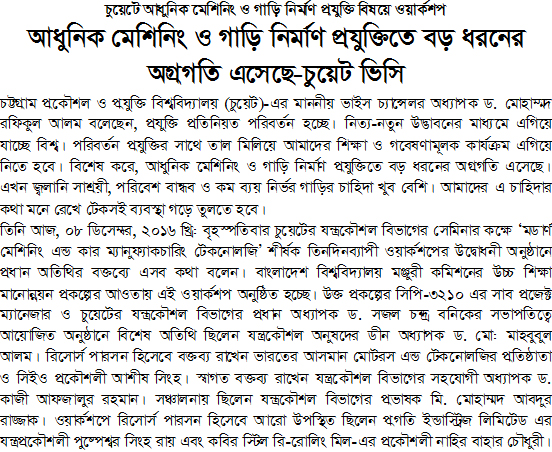 চুয়েটে আধুনিক মেশিনিং ও গাড়ি নির্মাণ প্রযুক্তি বিষয়ে ওয়ার্কশপ
আধুনিক মেশিনিং ও গাড়ি নির্মাণ প্রযুক্তিতে বড় ধরনের
অগ্রগতি এসেছে-চুয়েট ভিসি
চট্টগ্রাম প্রকৌশল ও প্রযুক্তি বিশ্ববিদ্যালয় (চুয়েট)-এর মাননীয় ভাইস চ্যান্সেলর অধ্যাপক ড. মোহাম্মদ
রফিকুল আলম বলেছেন, প্রযুক্তি প্রতিনিয়ত পরিবর্তন হচ্ছে। নিত্য-নতুন উদ্ভাবনের মাধ্যমে এগিয়ে
যাচ্ছে বিশ্ব। পরিবর্তন প্রযুক্তির সাথে তাল মিলিয়ে আমাদের শিক্ষা ও গবেষণামূলক কার্যক্রম এগিয়ে
নিতে হবে। বিশেষ করে, আধুনিক মেশিনিং ও গাড়ি নির্মাণ প্রযুক্তিতে বড় ধরনের অগ্রগতি এসেছে।
এখন জ্বলানি সাশ্রয়ী, পরিবেশ বান্ধব ও কম ব্যয় নির্ভর গাড়ির চাহিদা খুব বেশি। আমাদের এ চাহিদার
কথা মনে রেখে টেকসই ব্যবস্থা গড়ে তুলতে হবে।
তিনি আজ, ০৮ ডিসেম্বর, ২০১৬ খ্রি: বৃহস্পতিবার চুয়েটের যন্ত্রকৌশল বিভাগের সেমিনার কক্ষে ‘মডার্ণ
মেশিনিং এন্ড কার ম্যানুফ্যাকচারিং টেকনোলজি’ শীর্ষক তিনদিনব্যাপী ওয়ার্কশপের উদ্বোধনী অনুষ্ঠানে
প্রধান অতিথির বক্তব্যে এসব কথা বলেন। বাংলাদেশ বিশ্ববিদ্যালয় মঞ্জুরী কমিশনের উচ্চ শিক্ষা
মানোন্নয়ন প্রকল্পের আওতায় এই ওয়ার্কশপ অনুষ্ঠিত হচ্ছে। উক্ত প্রকল্পের সিপি-৩২১০ এর সাব প্রজেক্ট
ম্যানেজার ও চুয়েটের যন্ত্রকৌশল বিভাগের প্রধান অধ্যাপক ড. সজল চন্দ্র বনিকের সভাপতিত্বে
আয়োজিত অনুষ্ঠানে বিশেষ অতিথি ছিলেন যন্ত্রকৌশল অনুষদের ডীন অধ্যাপক ড. মো: মাহবুবুল
আলম। রিসোর্স পারসন হিসেবে বক্তব্য রাখেন ভারতের আসমান মোটরস এন্ড টেকনোলজির প্রতিষ্ঠাতা
ও সিইও প্রকৌশলী আশীষ সিংহ। স্বাগত বক্তব্য রাখেন যন্ত্রকৌশল বিভাগের সহযোগী অধ্যাপক ড.
কাজী আফজালুর রহমান। সঞ্চালনায় ছিলেন যন্ত্রকৌশল বিভাগের প্রভাষক মি. মোহাম্মদ আবদুর
রাজ্জাক। ওয়ার্কশপে রিসোর্স পারসন হিসেবে আরো উপস্থিত ছিলেন প্রগতি ইন্ডাস্ট্রিজ লিমিটেড এর
যন্ত্রপ্রকৌশলী পুষ্পেশ্বর সিংহ রায় এবং কবির স্টিল রি-রোলিং মিল-এর প্রকৌশলী নাহির বাহার চৌধুরী।